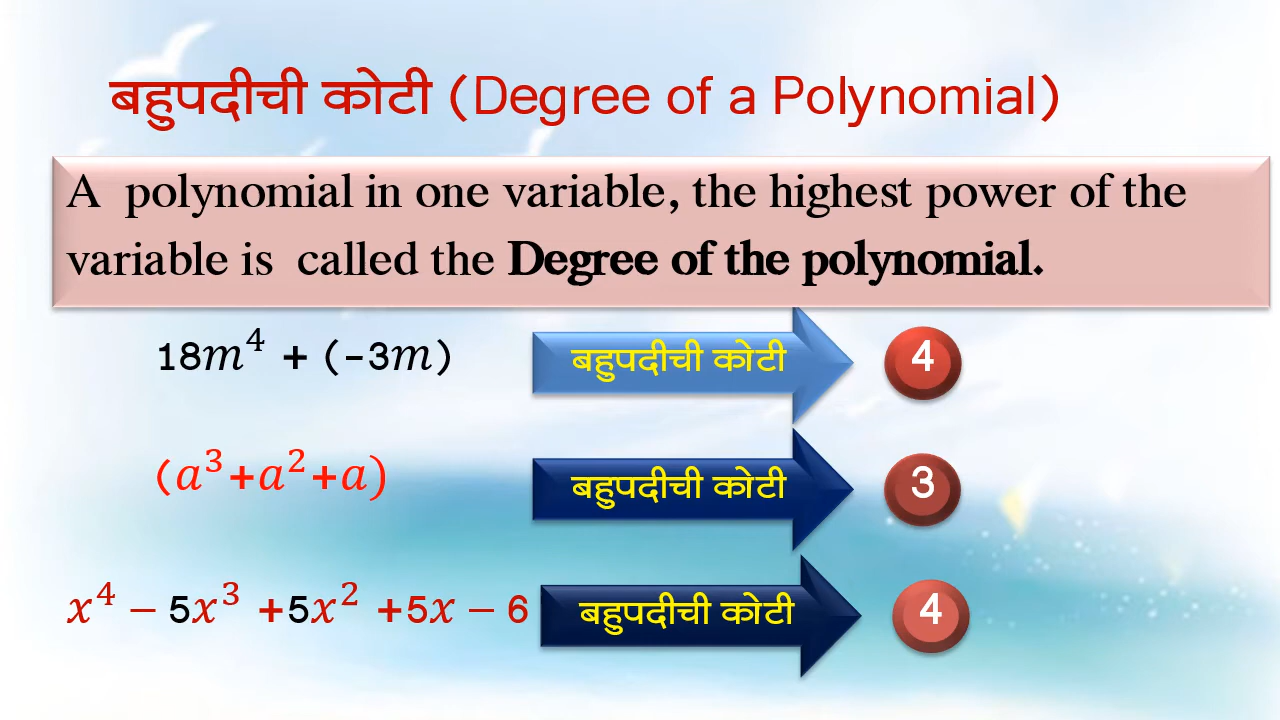 बहुपदीची कोटी (Degree of a Polynomial)
A polynomial in one variable, the highest power of the
variable is called the Degree of the polynomial.
18m⁴ + (−3m) बहुपदीची कोटी 4
(a³+a²+a) बहुपदीची कोटी 3
x⁴ − 5x³ +5x² +5x − 6 बहुपदीची कोटी 4